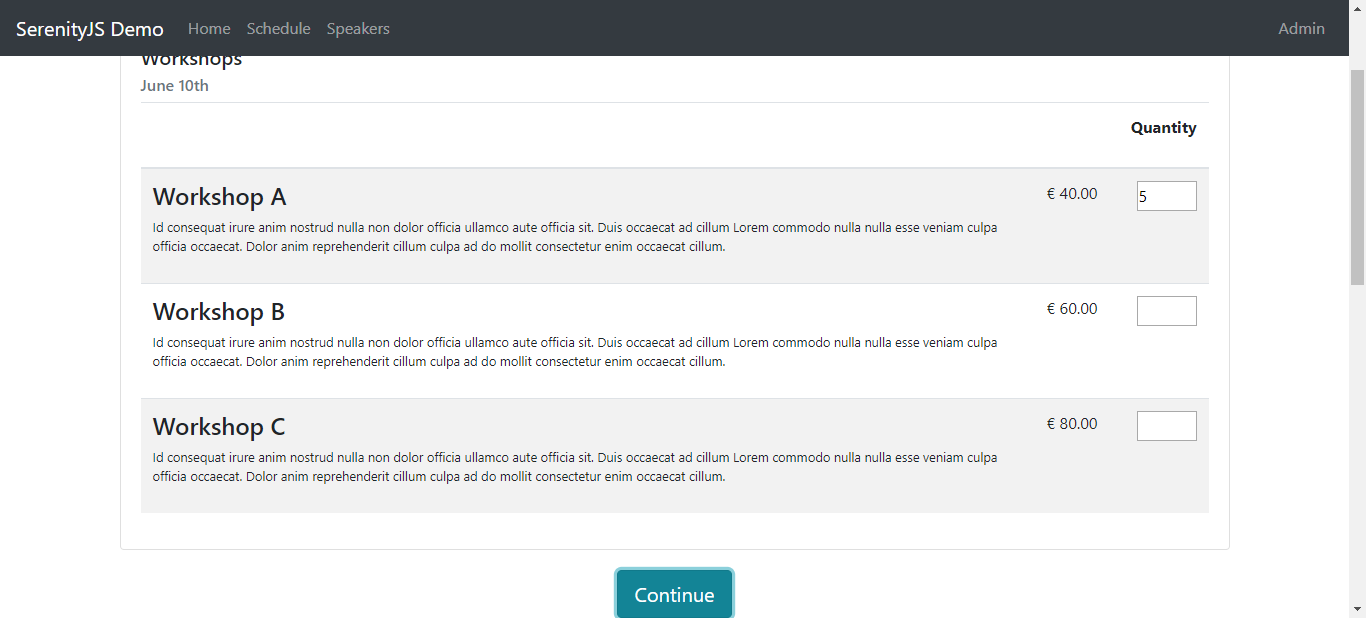 SerenityJS Demo Home Schedule Speakers Admin
Workshops
June 10th
Quantity
Workshop A € 40.00 5
Id consequat irure anim nostrud nulla non dolor officia ullamco aute officia sit. Duis occaecat ad cillum Lorem commodo nulla nulla esse veniam culpa
officia occaecat. Dolor anim reprehenderit cillum culpa ad do mollit consectetur enim occaecat cillum.
Workshop B € 60.00
Id consequat irure anim nostrud nulla non dolor officia ullamco aute officia sit. Duis occaecat ad cillum Lorem commodo nulla nulla esse veniam culpa
officia occaecat. Dolor anim reprehenderit cillum culpa ad do mollit consectetur enim occaecat cillum.
Workshop C € 80.00
Id consequat irure anim nostrud nulla non dolor officia ullamco aute officia sit. Duis occaecat ad cillum Lorem commodo nulla nulla esse veniam culpa
officia occaecat. Dolor anim reprehenderit cillum culpa ad do mollit consectetur enim occaecat cillum.
Continue